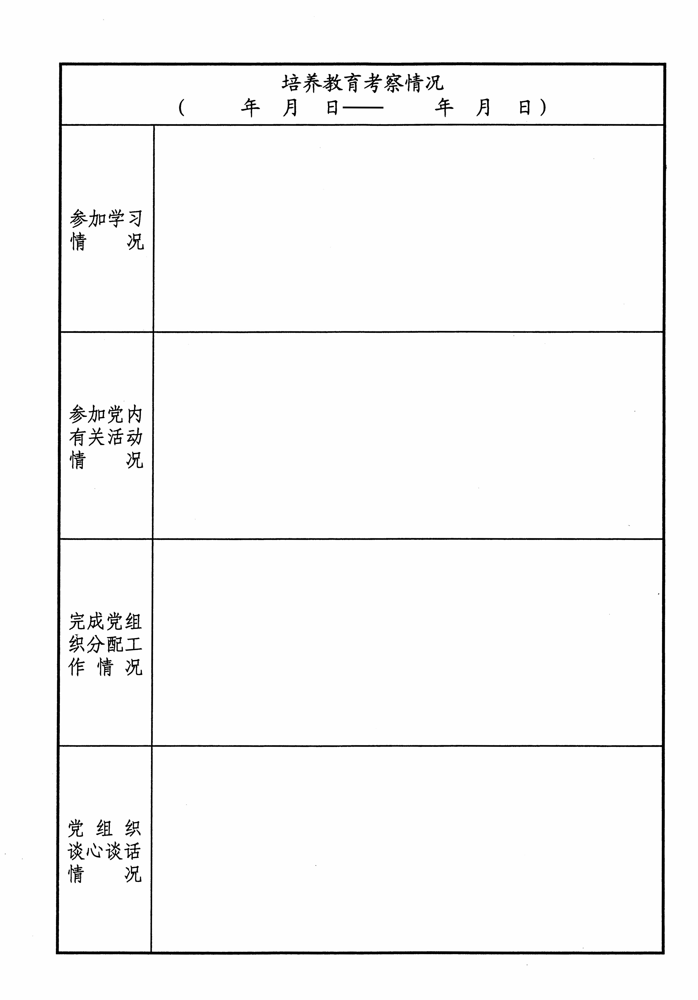 培养教育考察情况
（ 年 月 日—— 年 月 日）
参加学习
情 况
参加党内
有关活动
情 况
完成党组
织分配工
作 情 况
党 组 织
谈心谈话
情 况